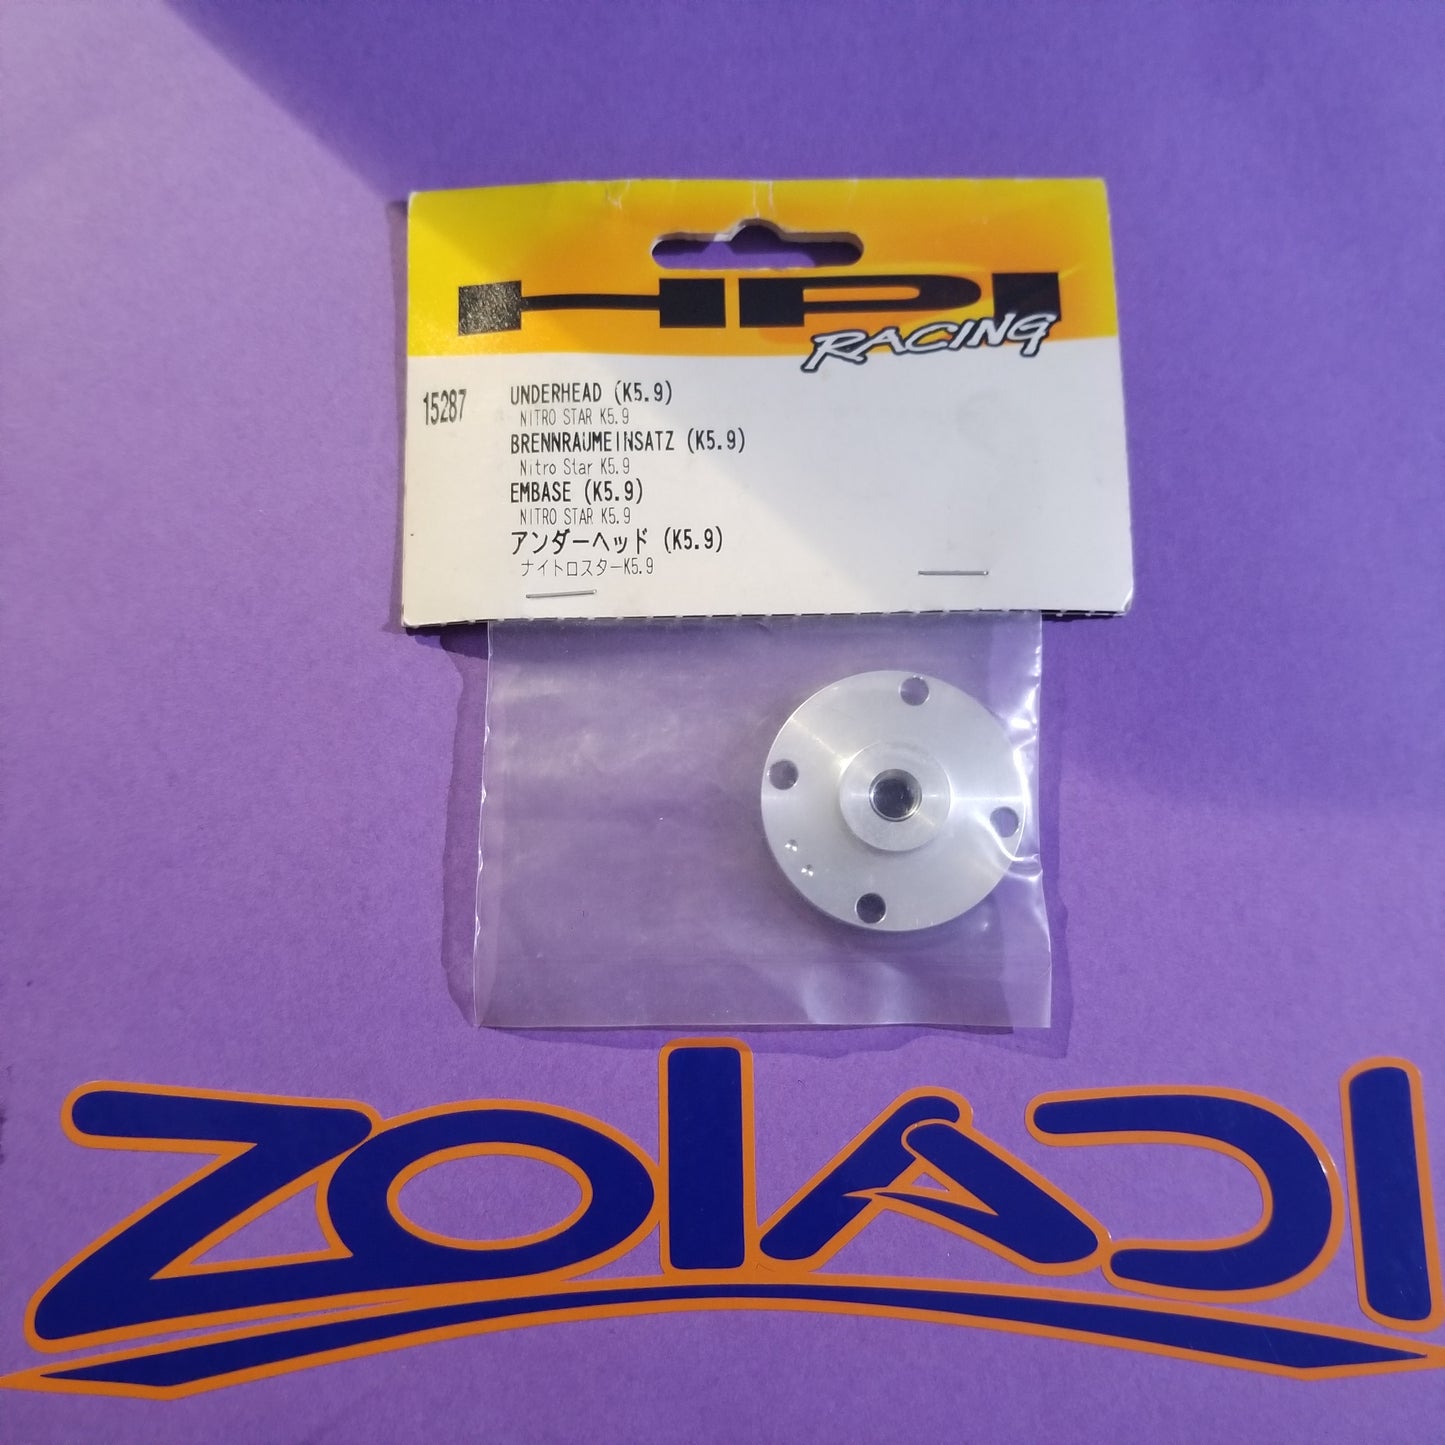 HPI
RACING
15287
UNDERHEAD (K5.9)
NITRO STAR K5.9
BRENNRAUMEINSATZ (K5.9)
Nitro Star K5.9
EMBASE (K5.9)
NITRO STAR K5.9
アンダーヘッド (K5.9)
ナイトロスターK5.9
ZOIADI